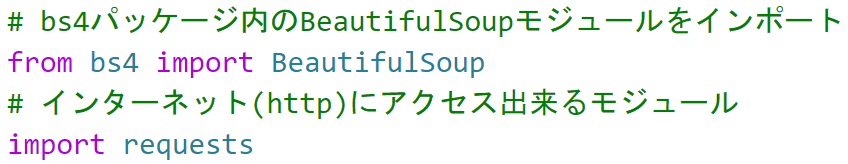 # bs4パッケージ内のBeautifulSoupモジュールをインポート
from bs4 import BeautifulSoup
# インターネット(http)にアクセス出来るモジュール
import requests